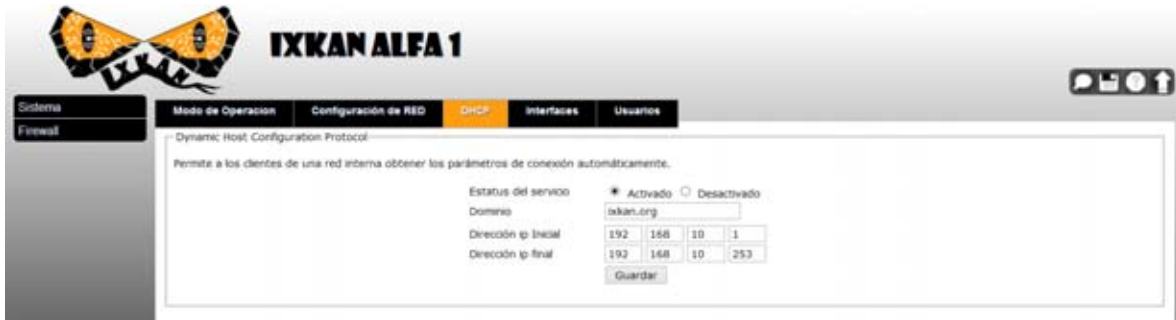 IXKAN
IXKAN ALFA 1
Sistema
Firewall
Modo de Operacion Configuración de RED DHCP Interfaces Usuarios
Dynamic Host Configuration Protocol
Permite a los clientes de una red interna obtener los parámetros de conexión automáticamente.
Estatus del servicio Activado Desactivado
Dominio ixkan.org
Dirección ip Inicial 192 168 10 1
Dirección ip final 192 168 10 253
Guardar